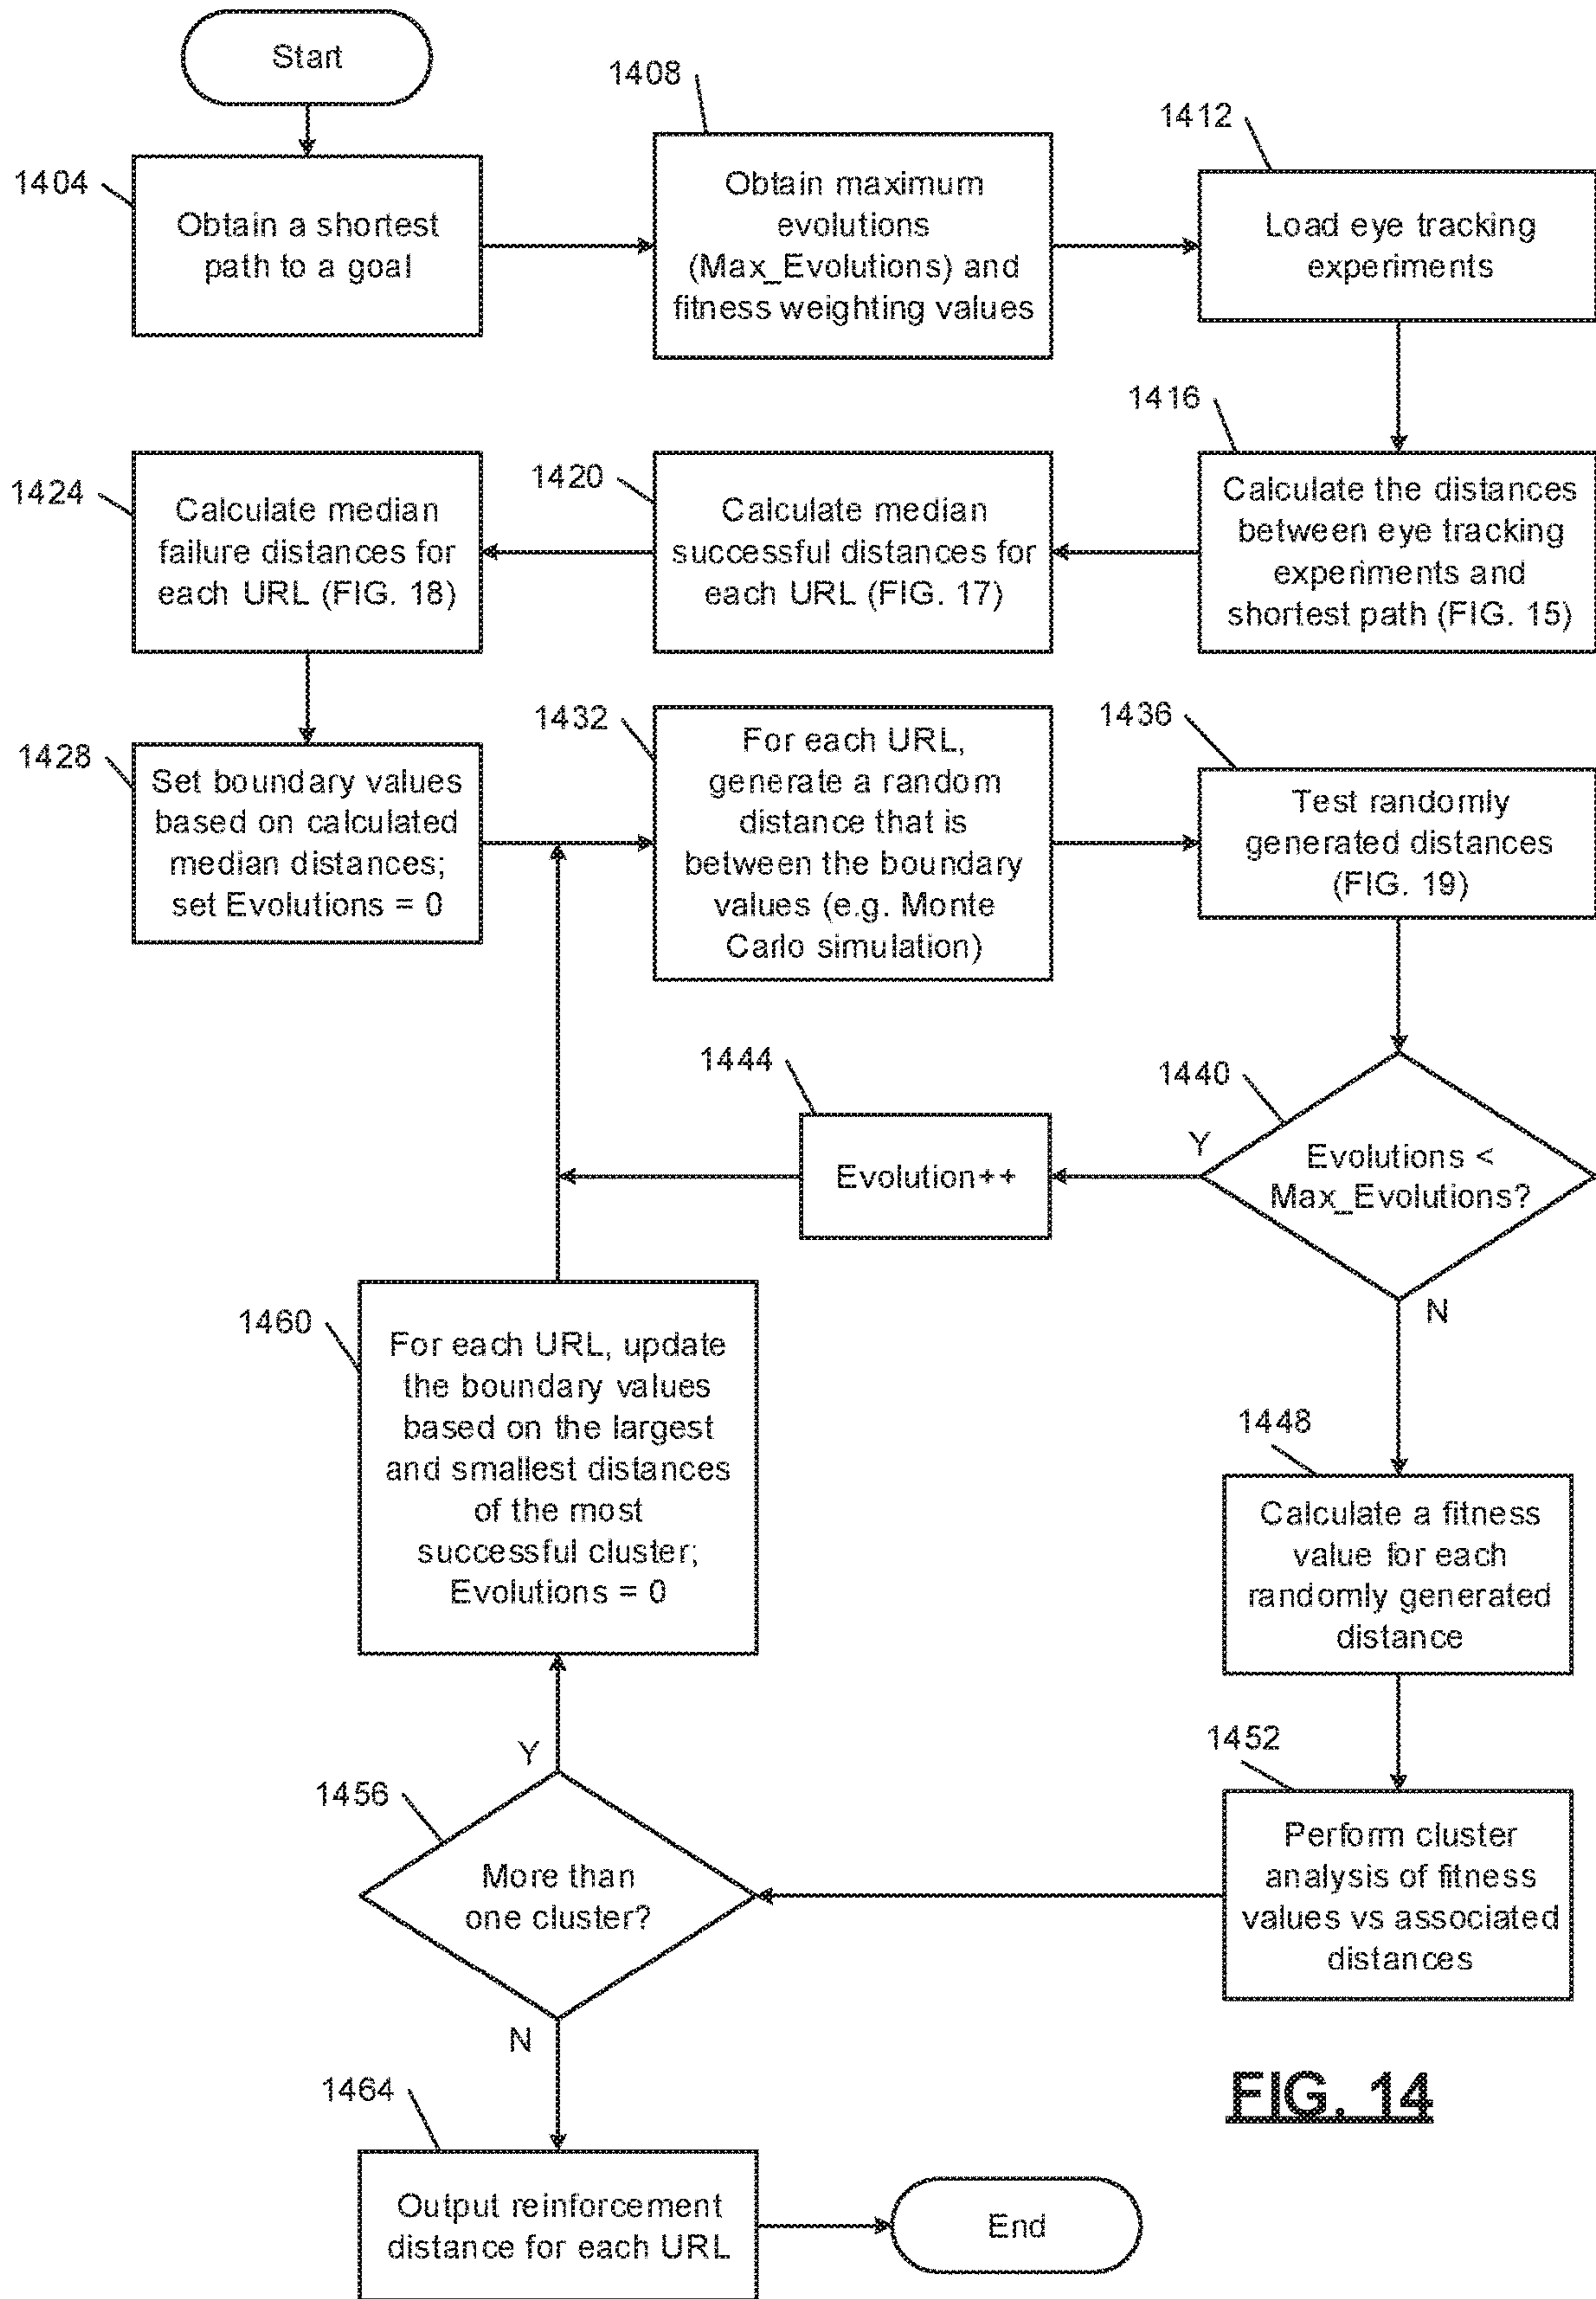 Start
1404
Obtain a shortest
path to a goal
1408
Obtain maximum
evolutions
(Max_Evolutions) and
fitness weighting values
1412
Load eye tracking
experiments
1416
Calculate the distances
between eye tracking
experiments and
shortest path (FIG. 15)
1420
Calculate median
successful distances for
each URL (FIG. 17)
1424
Calculate median
failure distances for
each URL (FIG. 18)
1428
Set boundary values
based on calculated
median distances;
set Evolutions = 0
1432
For each URL,
generate a random
distance that is
between the boundary
values (e.g. Monte
Carlo simulation)
1436
Test randomly
generated distances
(FIG. 19)
1440
Evolutions <
Max_Evolutions?
Y
N
1444
Evolution++
1448
Calculate a fitness
value for each
randomly generated
distance
1452
Perform cluster
analysis of fitness
values vs associated
distances
1456
More than
one cluster?
Y
N
1460
For each URL, update
the boundary values
based on the largest
and smallest distances
of the most
successful cluster;
Evolutions = 0
1464
Output reinforcement
distance for each URL
End
FIG. 14